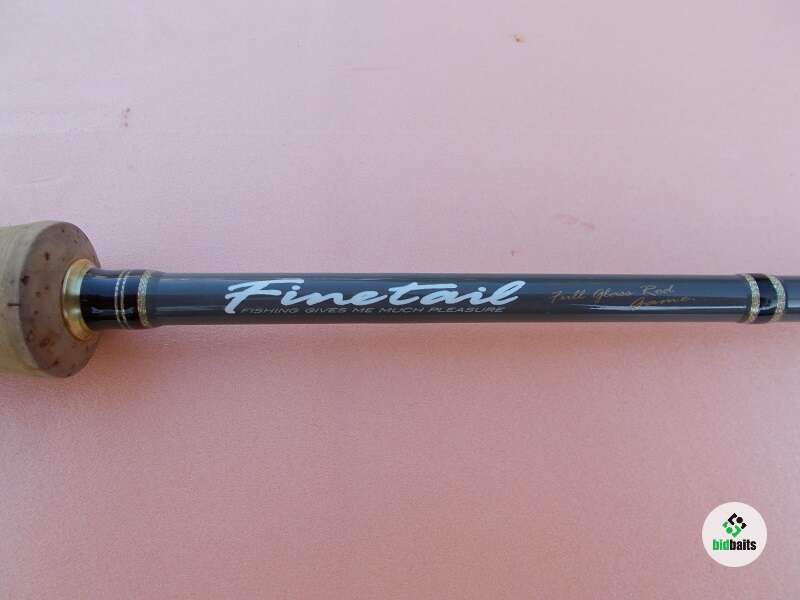 Finetail
FISHING GIVES ME MUCH PLEASURE
Full Glass Rod
Game.
bidbaits